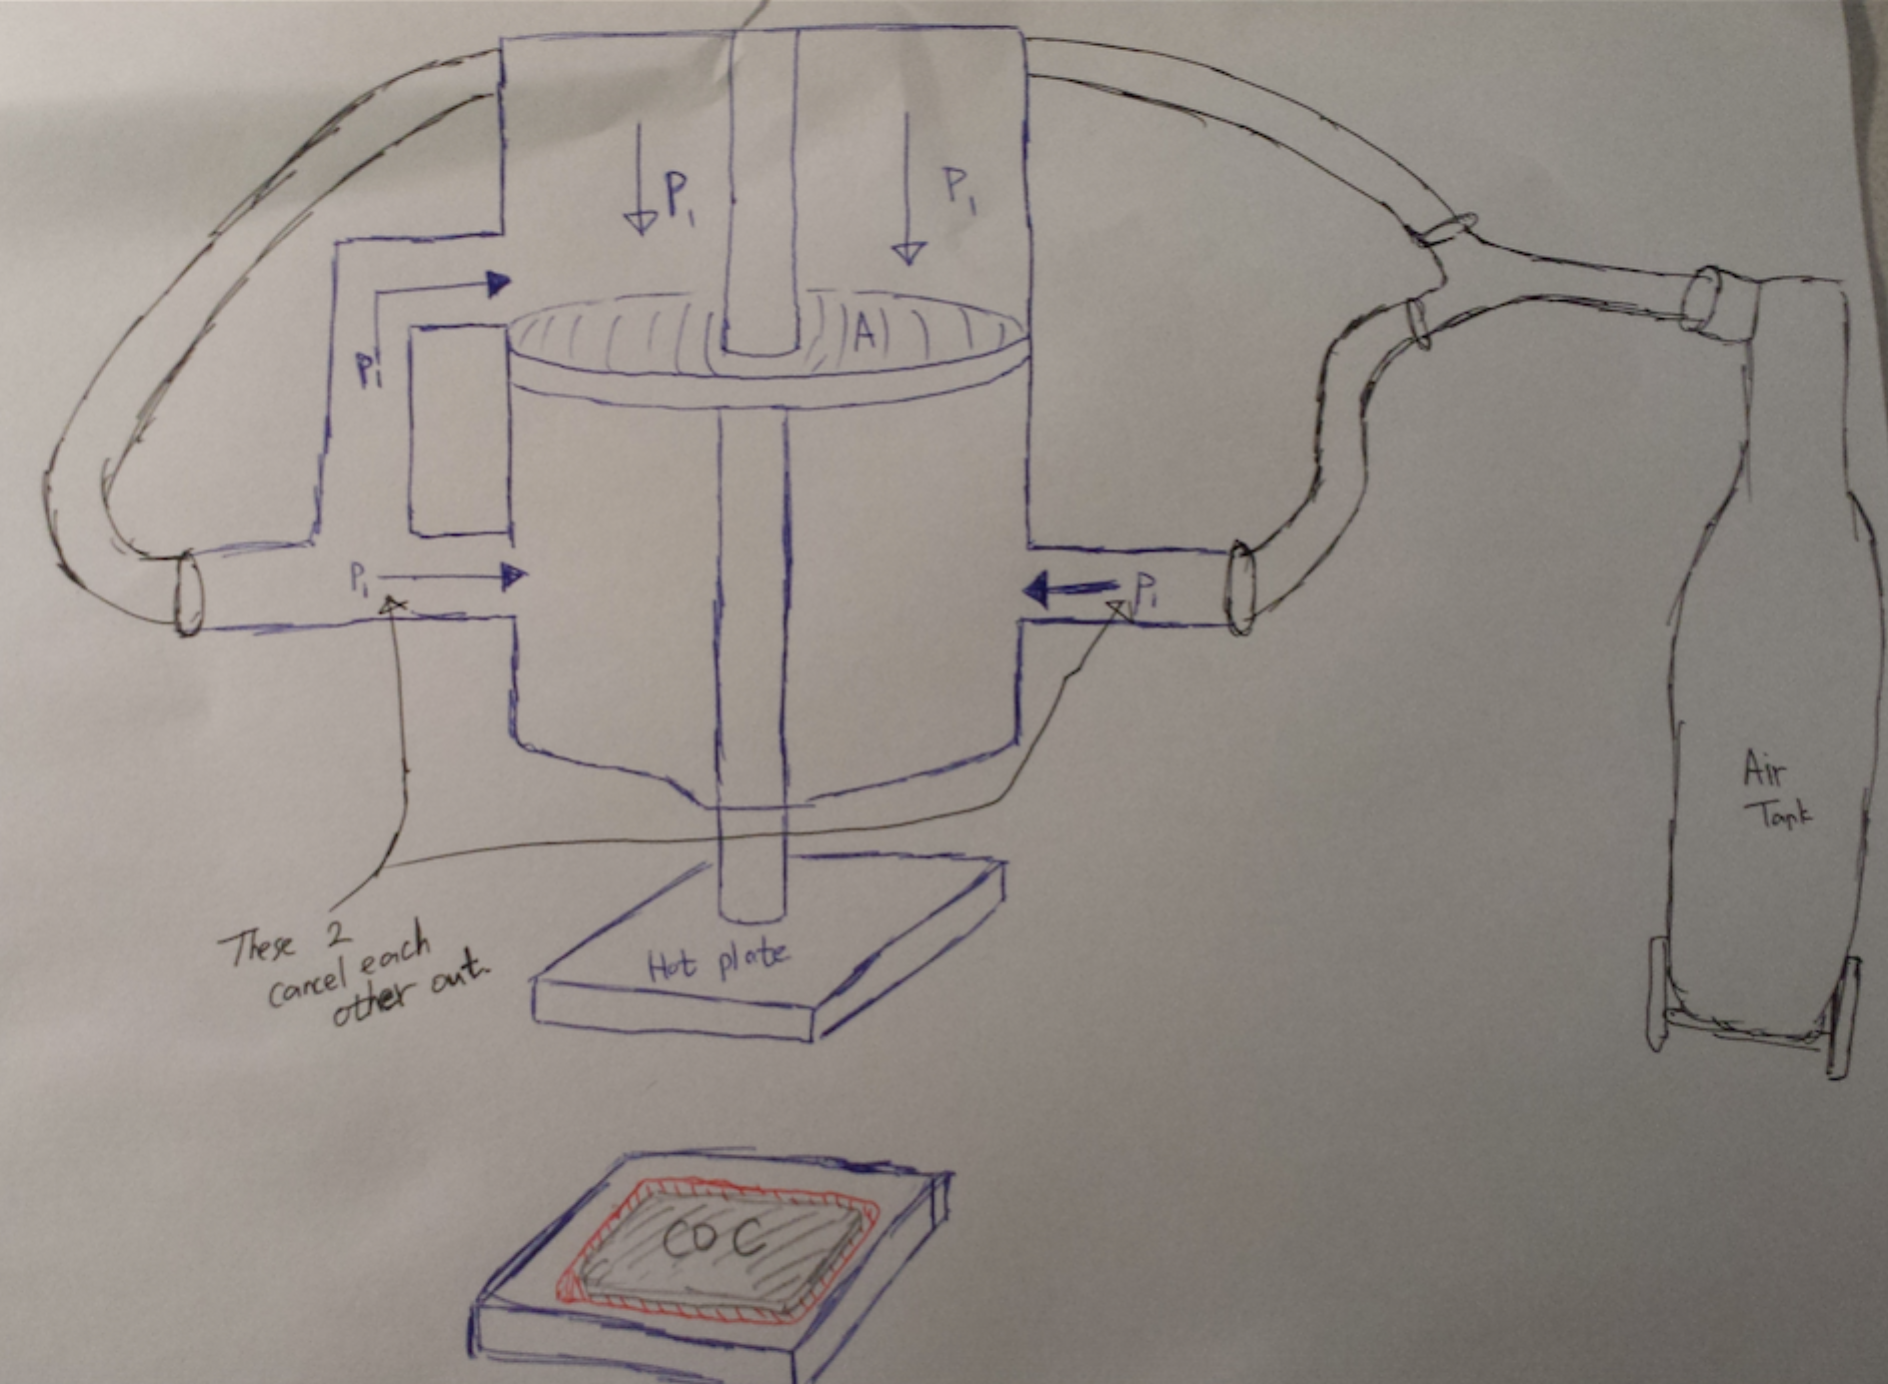 P₁
P₁
A
P₁
P₁
P₁
Air
Tank
These 2
cancel each
other out.
Hot plate
COC